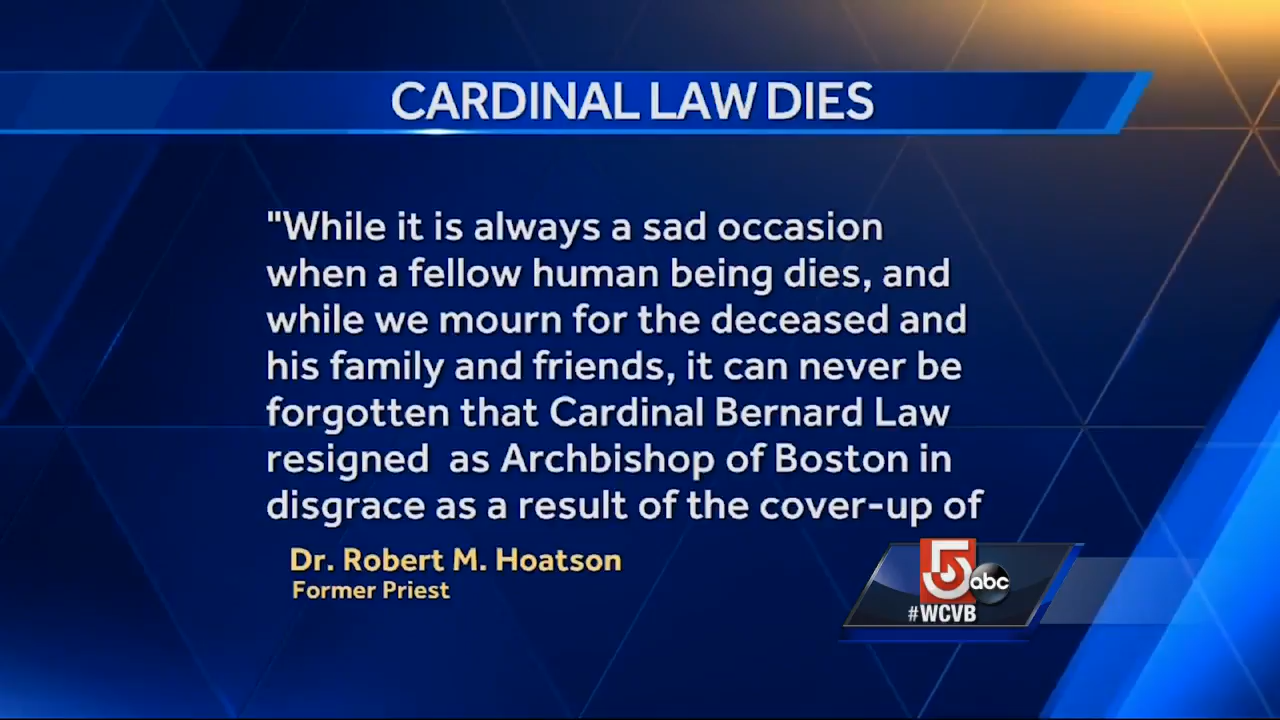 CARDINAL LAW DIES
"While it is always a sad occasion
when a fellow human being dies, and
while we mourn for the deceased and
his family and friends, it can never be
forgotten that Cardinal Bernard Law
resigned  as Archbishop of Boston in
disgrace as a result of the cover-up of
Dr. Robert M. Hoatson
Former Priest
5 abc
#WCVB